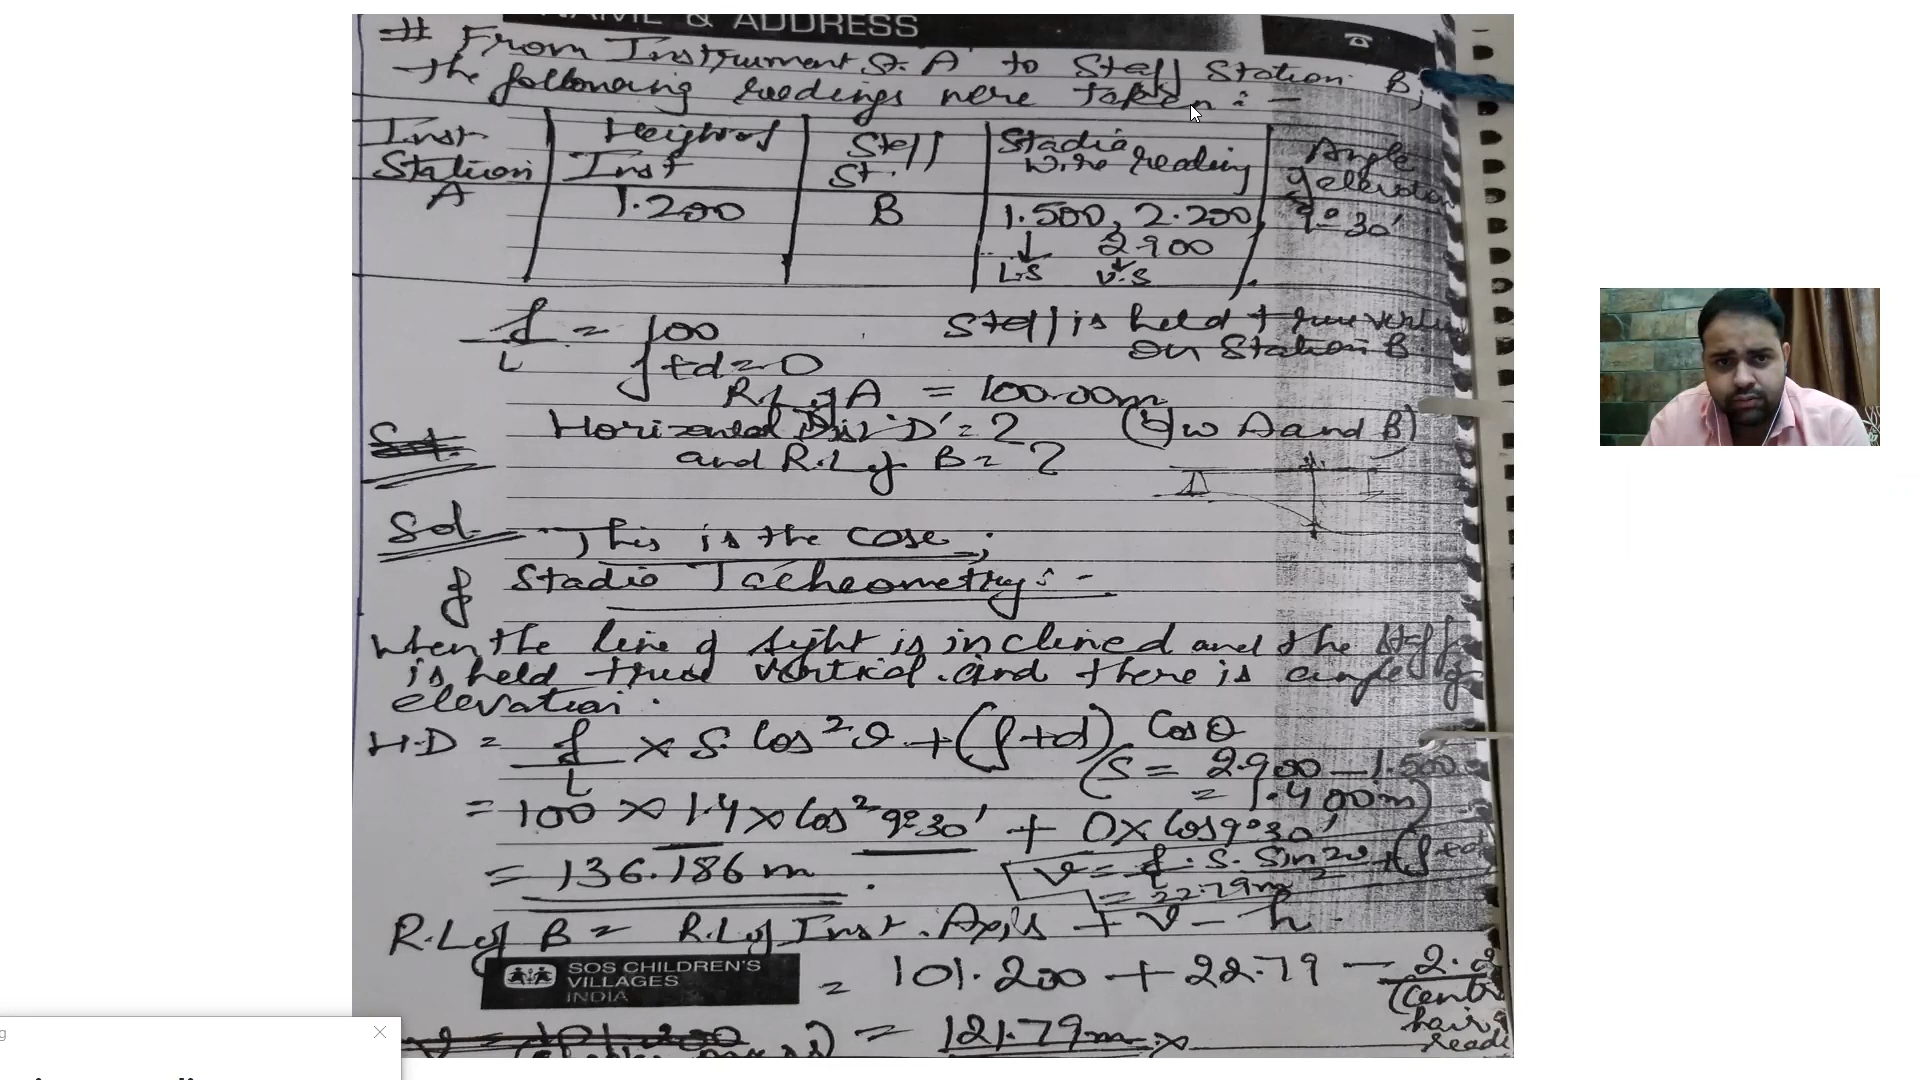 NAME & ADDRESS
# From Instrument St. 'A' to Staff Station B,
the following readings were taken :-
Inst. Station
Height of Inst
Staff St.
Stadia wire reading
Angle of elevation
A
1.200
B
1.500, 2.200
9° 30'
2.900
L.S U.S
f/i = 100
Staff is held true
on Station B
f+d = 0
R.L of A = 100.00m
Horizontal Dist 'D' = ? (b/w A and B)
and R.L of B = ?
Sol. This is the case,
of Stadia Tacheometry :-
When the line of sight is inclined and the staff
is held true vertical and there is angle of
elevation.
H.D = f/i × S. Cos²θ + (f+d) Cosθ
(S = 2.900 - 1.500
= 1.400m)
= 100 × 1.4 × Cos² 9°30' + 0 × Cos 9°30'
= 136.186 m
V = f/i . S. Sin 2θ/2 + (f+d
= 22.79m
R.L of B = R.L of Inst. Axis + V - h
SOS CHILDREN'S
VILLAGES
INDIA
= 101.200 + 22.79 - 2.2
(Centr
hair
readi
= 121.79m